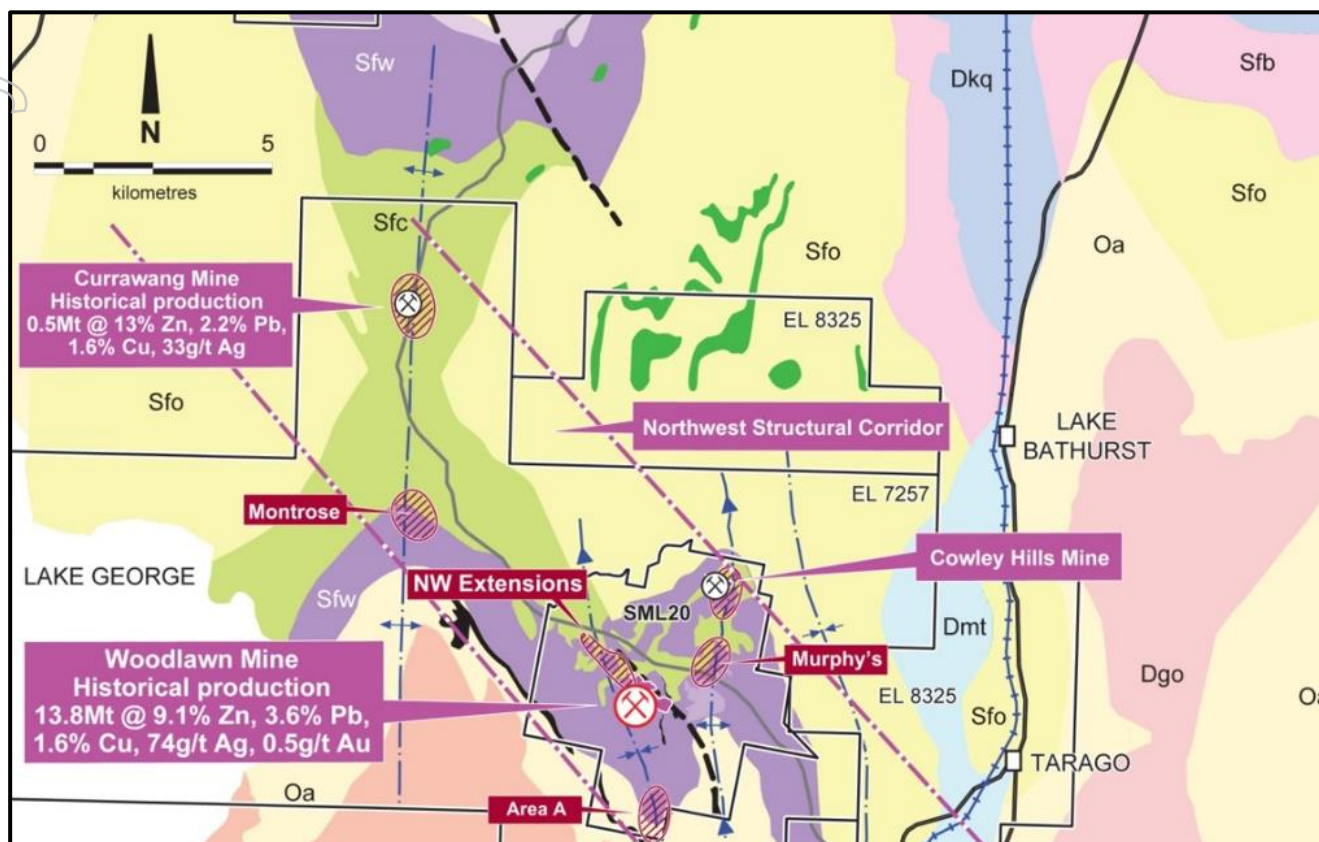 Sfw
Dkq
Sfb
N
0 5
kilometres
Sfc
Sfo
Sfo
Oa
Currawang Mine
Historical production
0.5Mt @ 13% Zn, 2.2% Pb,
1.6% Cu, 33g/t Ag
EL 8325
Sfo
Northwest Structural Corridor
LAKE
BATHURST
EL 7257
Montrose
LAKE GEORGE
NW Extensions
Cowley Hills Mine
Sfw
SML20
Dmt
Woodlawn Mine
Historical production
13.8Mt @ 9.1% Zn, 3.6% Pb,
1.6% Cu, 74g/t Ag, 0.5g/t Au
Murphy's
Dgo
EL 8325
Sfo
TARAGO
Oa
Area A